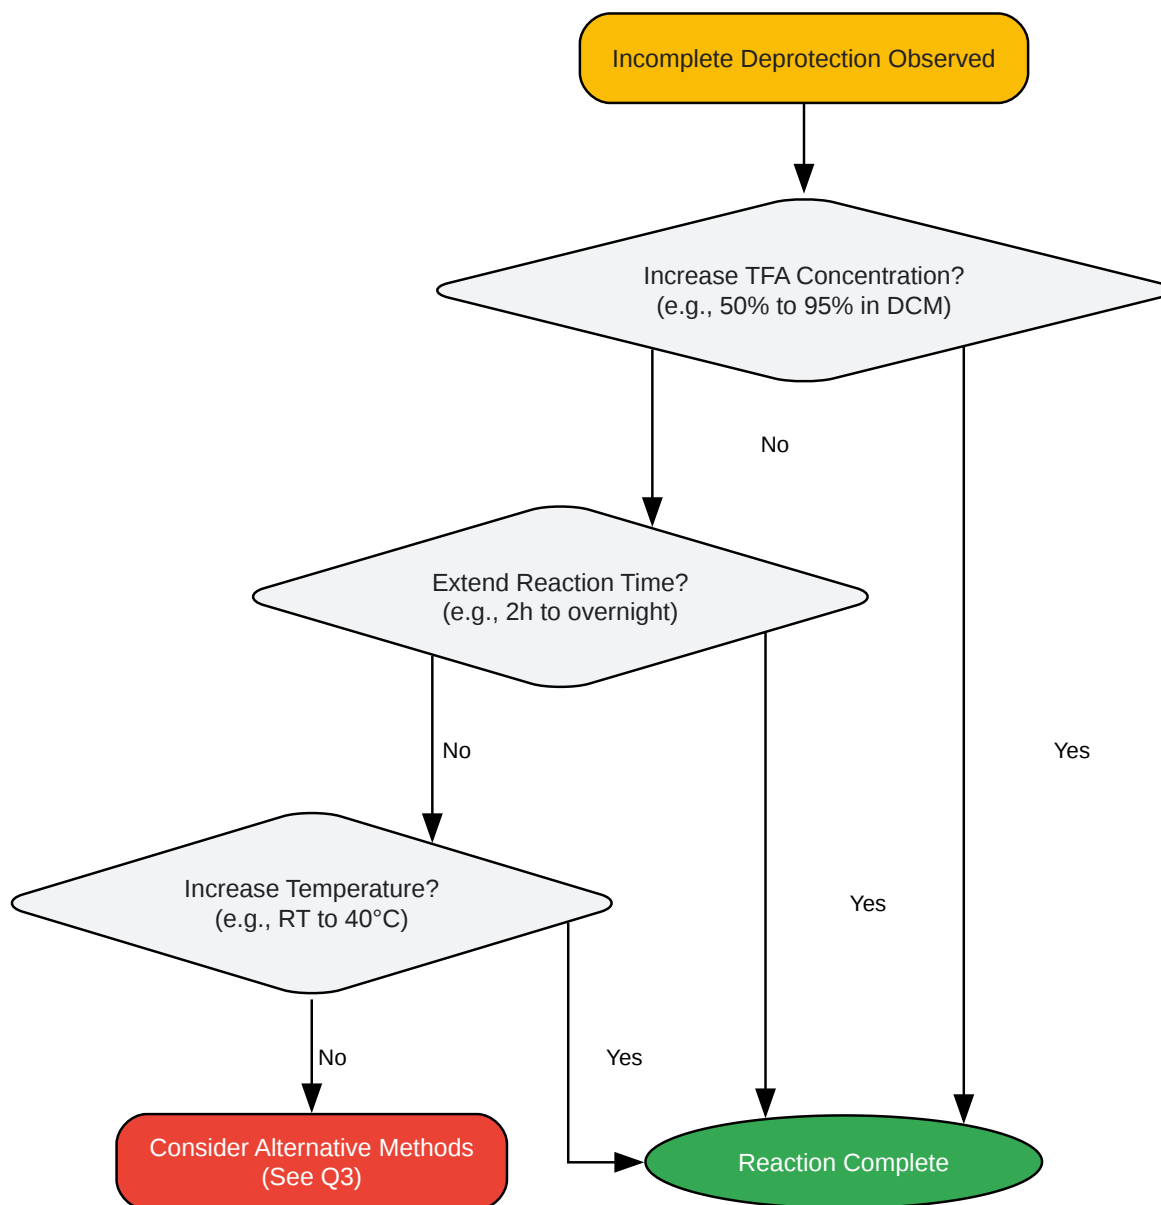 Incomplete Deprotection Observed
Increase TFA Concentration?
(e.g., 50% to 95% in DCM)
No
Extend Reaction Time?
(e.g., 2h to overnight)
No
Yes
Increase Temperature?
(e.g., RT to 40°C)
Yes
No
Yes
Consider Alternative Methods
(See Q3)
Reaction Complete